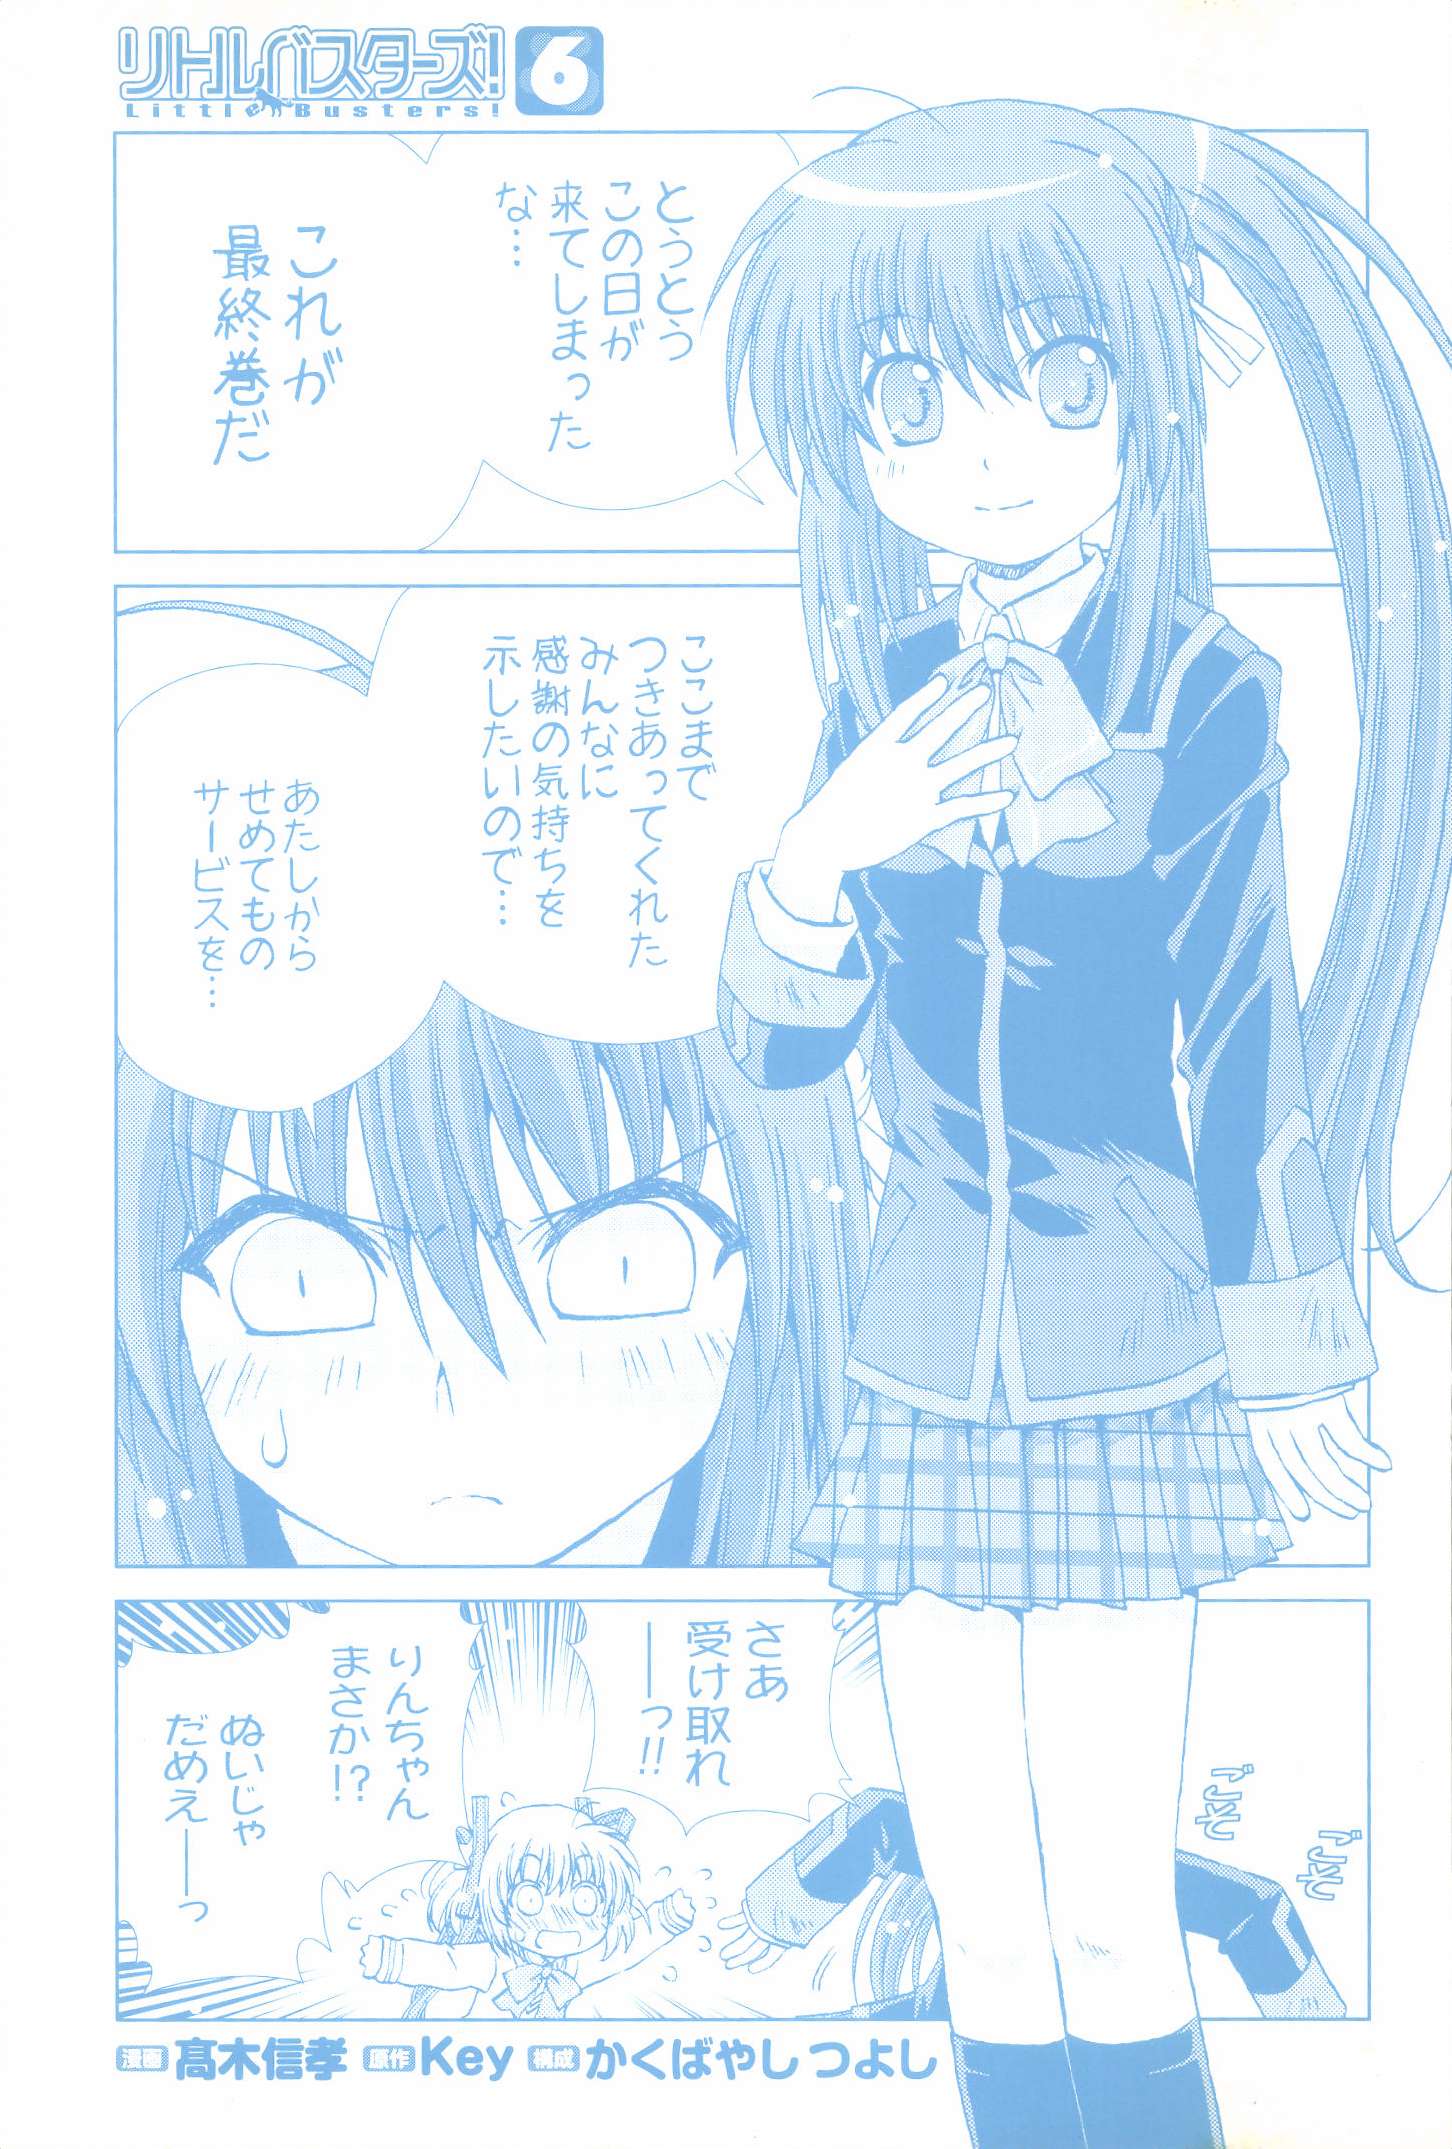 リトルバスターズ!
Little Busters!
6
とうとう
この日が
来てしまった
な…
これが
最終巻だ
ここまで
つきあってくれた
みんなに
感謝の気持ちを
示したいので…
あたしから
せめてもの
サービスを…
さあ
受け取れ
ーーっ!!
りんちゃん
まさか!?
ぬいじゃ
だめえーーっ
ごそ
ごそ
漫画 髙木信孝 原作 Key 構成 かくばやしつよし